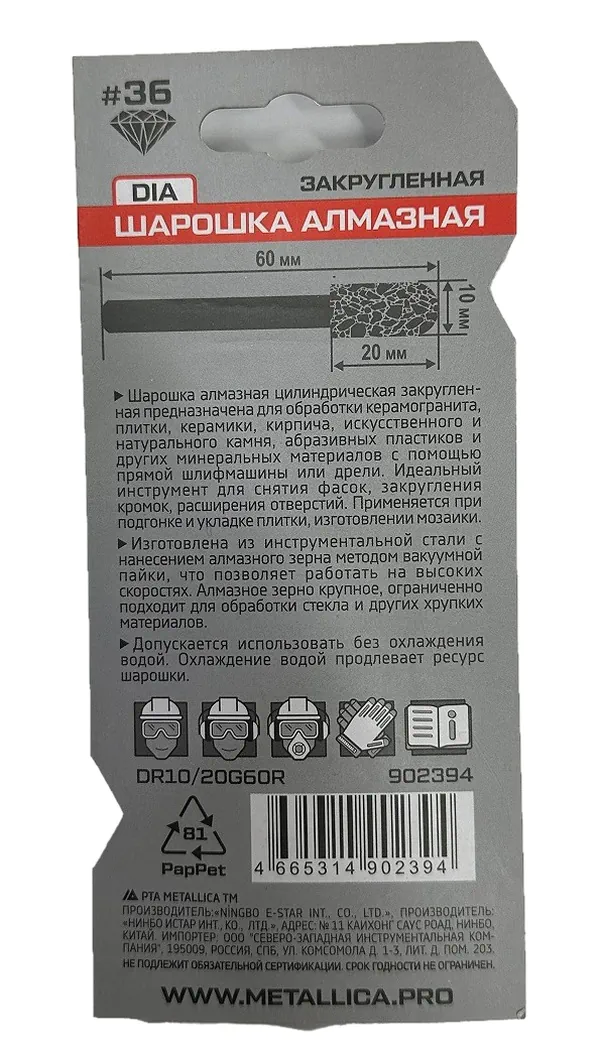 #36
DIA
ЗАКРУГЛЕННАЯ
ШАРОШКА АЛМАЗНАЯ
60 мм
10 мм
20 мм
▶ Шарошка алмазная цилиндрическая закруглен-
ная предназначена для обработки керамогранита,
плитки, керамики, кирпича, искусственного и
натурального камня, абразивных пластиков и
других минеральных материалов с помощью
прямой шлифмашины или дрели. Идеальный
инструмент для снятия фасок, закругления
кромок, расширения отверстий. Применяется при
подгонке и укладке плитки, изготовлении мозаики.
▶ Изготовлена из инструментальной стали с
нанесением алмазного зерна методом вакуумной
пайки, что позволяет работать на высоких
скоростях. Алмазное зерно крупное, ограниченно
подходит для обработки стекла и других хрупких
материалов.
▶ Допускается использовать без охлаждения
водой. Охлаждение водой продлевает ресурс
шарошки.
DR10/20G60R
902394
81
PapPet
4 665314 902394
PTA METALLICA TM
ПРОИЗВОДИТЕЛЬ:«NINGBO E-STAR INT., CO., LTD.», ПРОИЗВОДИТЕЛЬ:
«НИНБО ИСТАР ИНТ., КО., ЛТД.», АДРЕС: № 11 КАИХОНГ САУС РОАД, НИНБО,
КИТАЙ. ИМПОРТЕР: ООО "СЕВЕРО-ЗАПАДНАЯ ИНСТРУМЕНТАЛЬНАЯ КОМ-
ПАНИЯ", 195009, РОССИЯ, СПБ, УЛ. КОМСОМОЛА Д. 1-3, ЛИТ. Д, ПОМ. 203.
НЕ ПОДЛЕЖИТ ОБЯЗАТЕЛЬНОЙ СЕРТИФИКАЦИИ. СРОК ГОДНОСТИ НЕ ОГРАНИЧЕН.
WWW.METALLICA.PRO